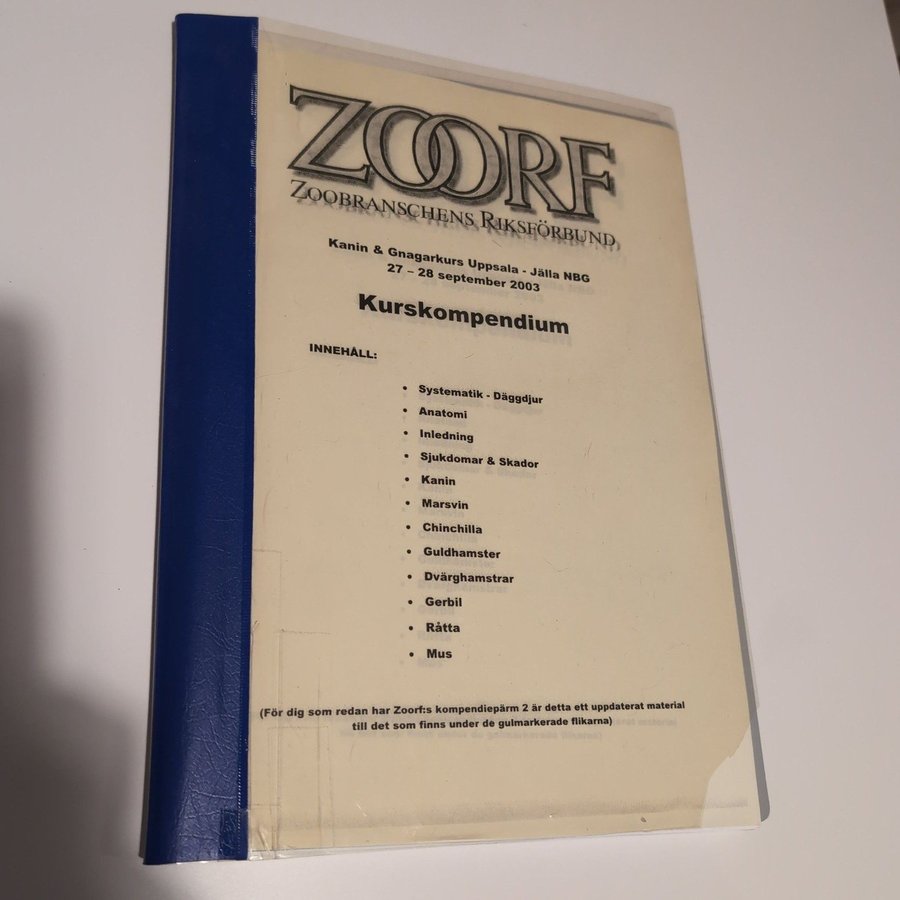 ZOORF
ZOOBRANSCHENS RIKSFÖRBUND
Kanin & Gnagarkurs Uppsala - Jälla NBG
27 – 28 september 2003
Kurskompendium
INNEHÅLL:
• Systematik - Däggdjur
• Anatomi
• Inledning
• Sjukdomar & Skador
• Kanin
• Marsvin
• Chinchilla
• Guldhamster
• Dvärghamstrar
• Gerbil
• Råtta
• Mus
(För dig som redan har Zoorf:s kompendiepärm 2 är detta ett uppdaterat material
till det som finns under de gulmarkerade flikarna)